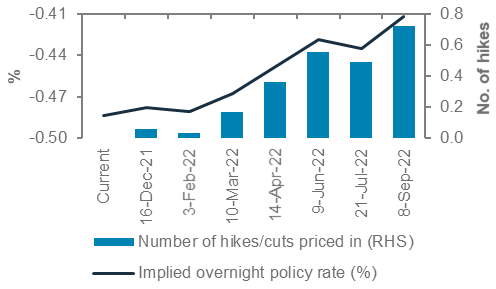 -0.41
-0.44
-0.47
-0.50
%
0.8
0.6
0.4
0.2
0.0
No. of hikes
Current
16-Dec-21
3-Feb-22
10-Mar-22
14-Apr-22
9-Jun-22
21-Jul-22
8-Sep-22
Number of hikes/cuts priced in (RHS)
Implied overnight policy rate (%)